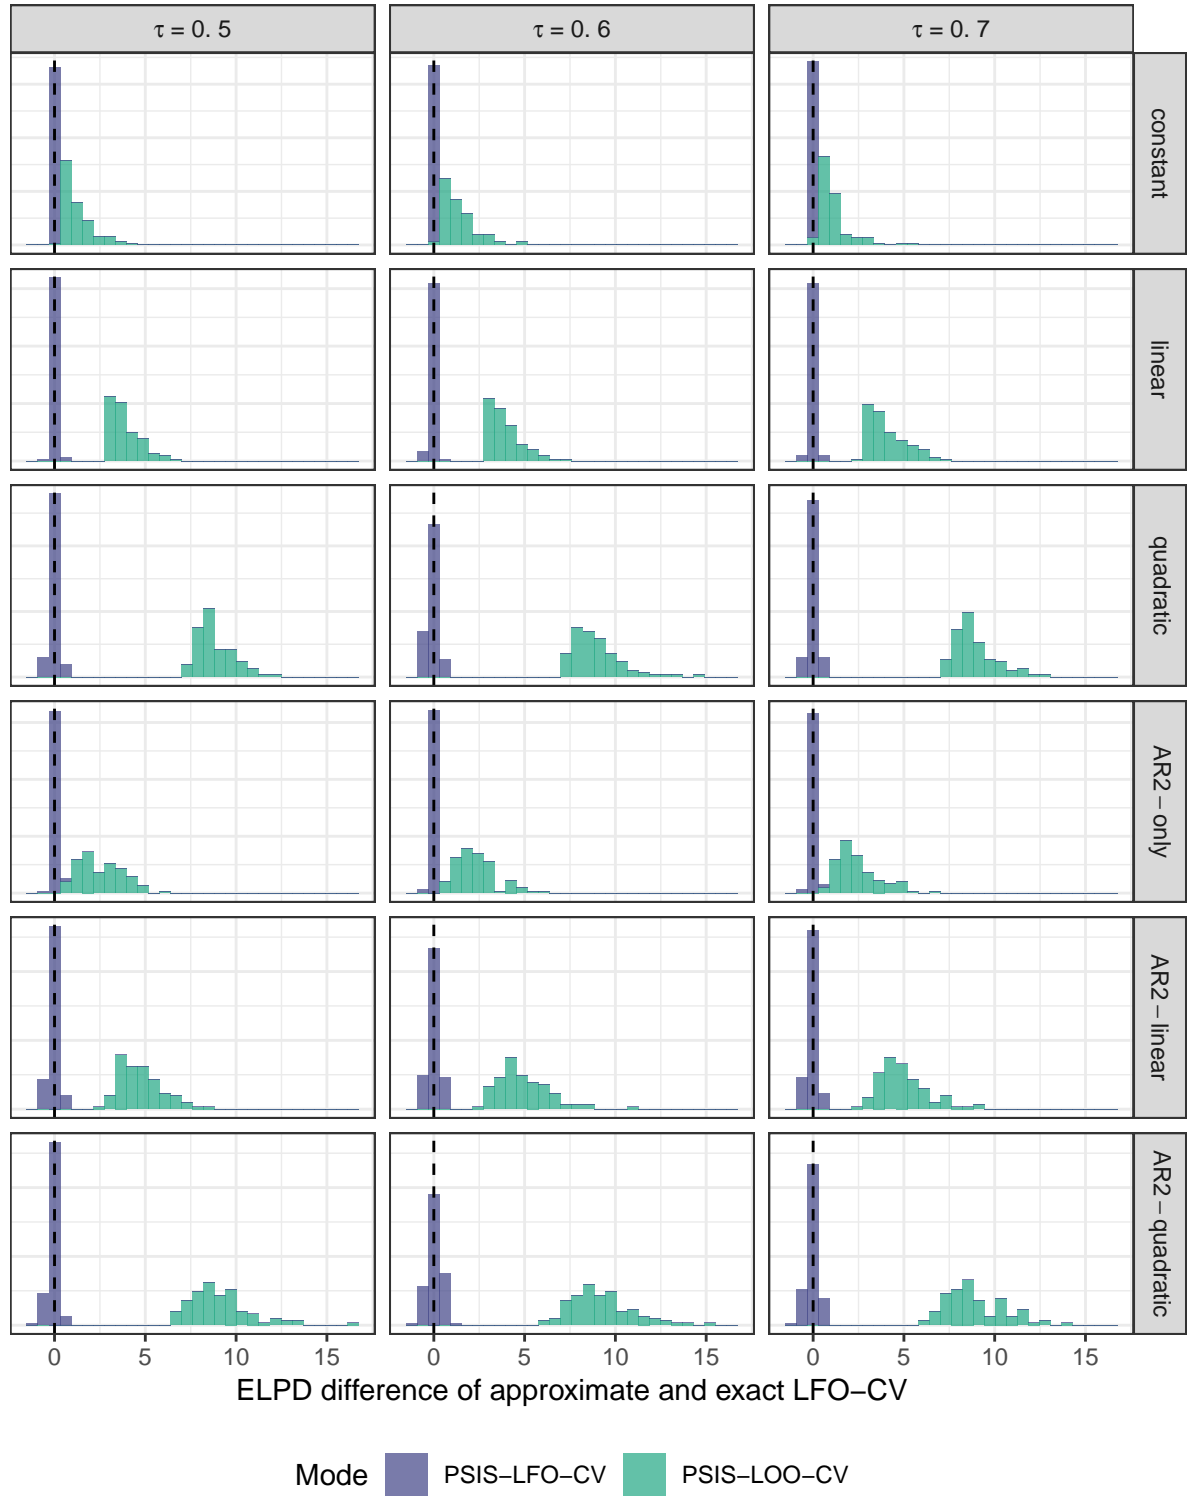 τ = 0. 5
τ = 0. 6
τ = 0. 7
constant
linear
quadratic
AR2 – only
AR2 – linear
AR2 – quadratic
0 5 10 15 0 5 10 15 0 5 10 15
ELPD difference of approximate and exact LFO−CV
Mode PSIS−LFO−CV PSIS−LOO−CV